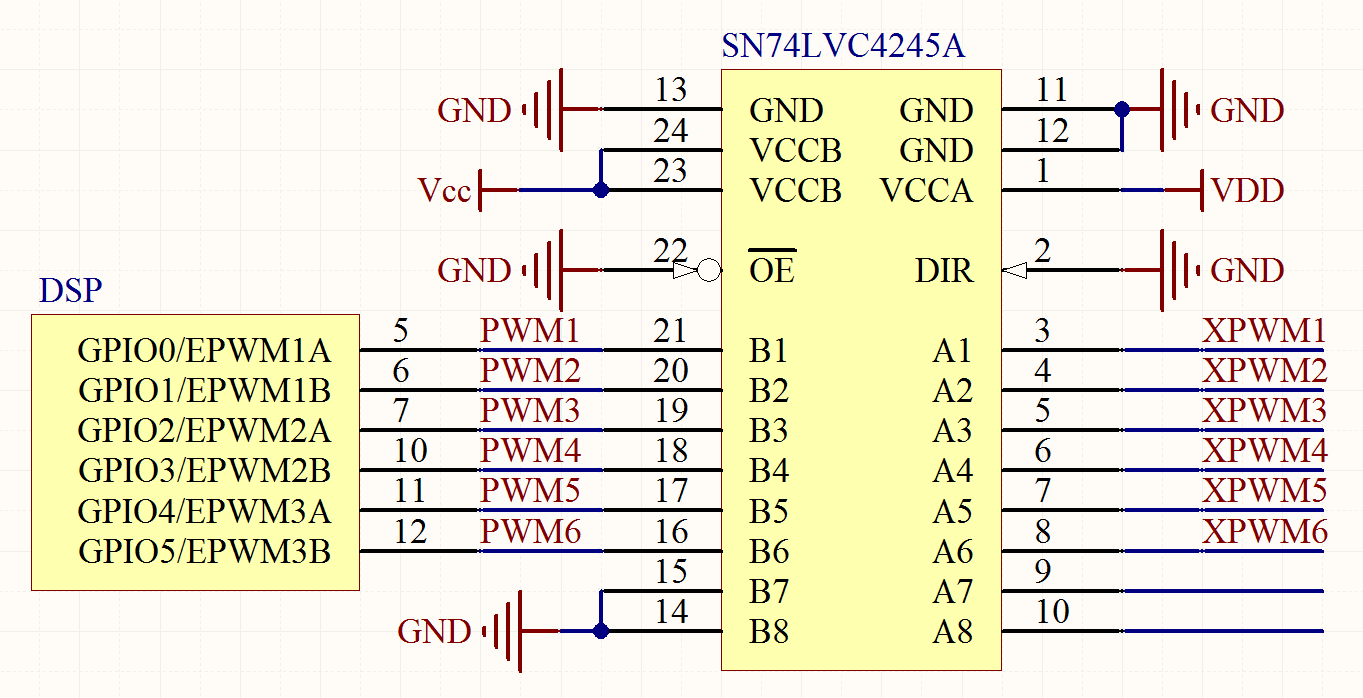 SN74LVC4245A
GND 13 GND GND 11 GND
24 VCCB GND 12
Vcc 23 VCCB VCCA 1 VDD
GND 22 OE DIR 2 GND
DSP
GPIO0/EPWM1A 5 PWM1 21 B1 A1 3 XPWM1
GPIO1/EPWM1B 6 PWM2 20 B2 A2 4 XPWM2
GPIO2/EPWM2A 7 PWM3 19 B3 A3 5 XPWM3
GPIO3/EPWM2B 10 PWM4 18 B4 A4 6 XPWM4
GPIO4/EPWM3A 11 PWM5 17 B5 A5 7 XPWM5
GPIO5/EPWM3B 12 PWM6 16 B6 A6 8 XPWM6
15 B7 A7 9
GND 14 B8 A8 10